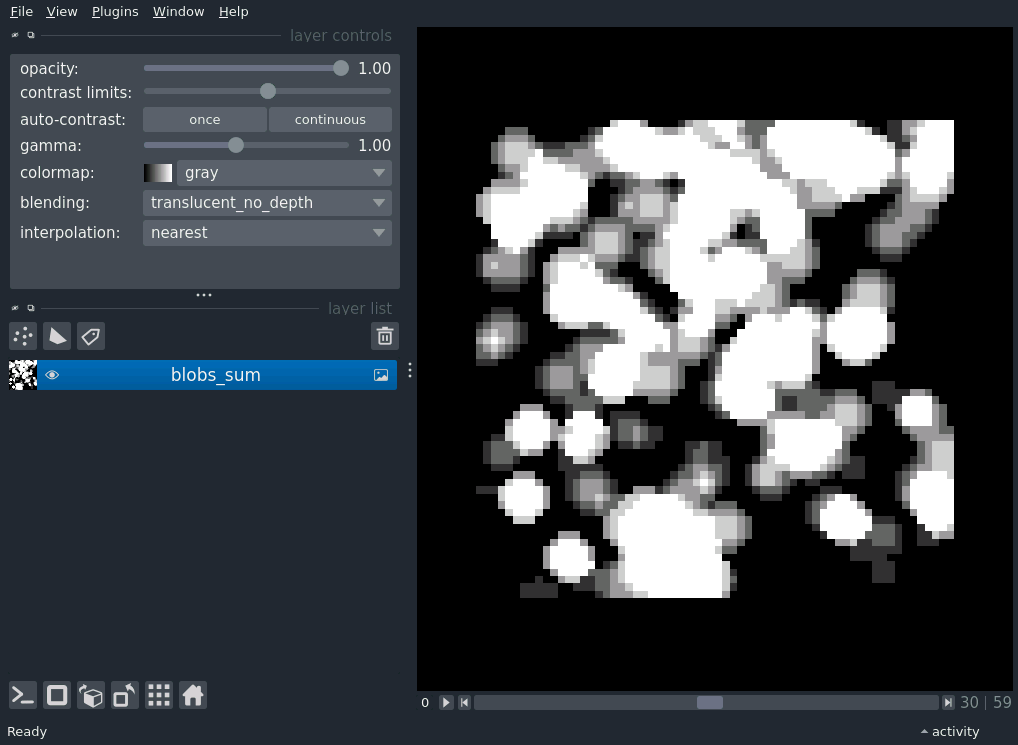 File View Plugins Window Help
layer controls
opacity: 1.00
contrast limits:
auto-contrast: once continuous
gamma: 1.00
colormap: gray
blending: translucent_no_depth
interpolation: nearest
layer list
blobs_sum
0 30 59
Ready activity